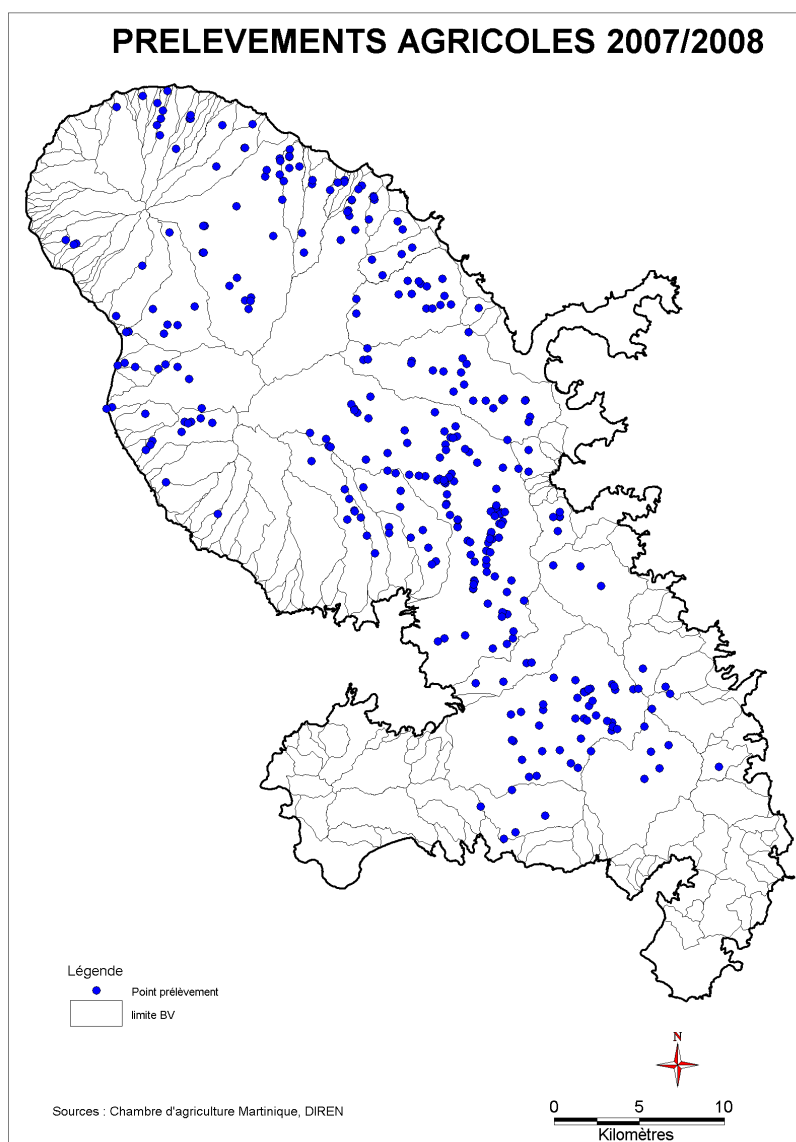 PRELEVEMENTS AGRICOLES 2007/2008
Légende
Point prélèvement
limite BV
N
Sources : Chambre d'agriculture Martinique, DIREN
0 5 10
Kilomètres